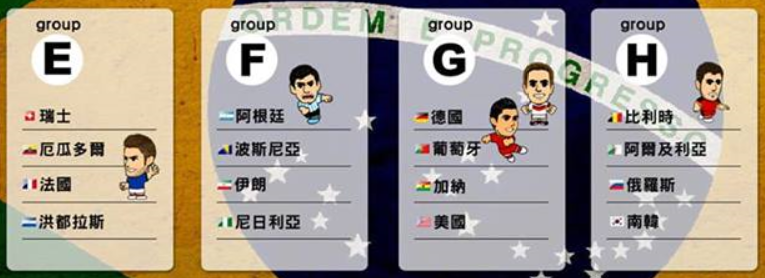 ORDEM E PROGRESSO
group
E
瑞士
厄瓜多爾
法國
洪都拉斯
group
F
阿根廷
波斯尼亞
伊朗
尼日利亞
group
G
德國
葡萄牙
加納
美國
group
H
比利時
阿爾及利亞
俄羅斯
南韓